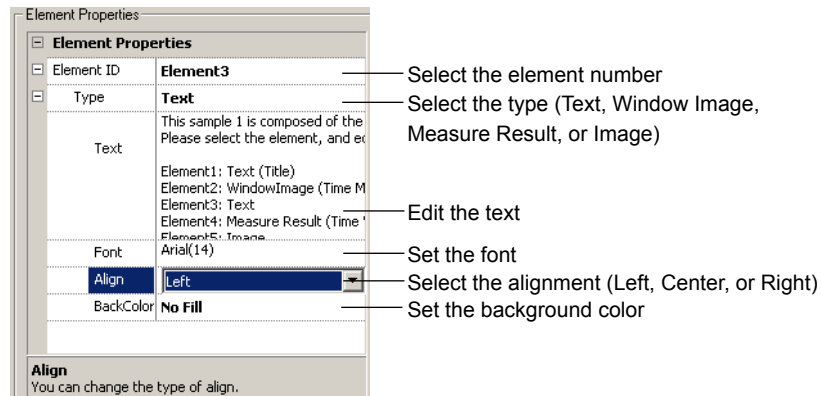 Element Properties
Element Properties
Element ID Element3 Select the element number
Type Text Select the type (Text, Window Image,
Measure Result, or Image)
Text
This sample 1 is composed of the
Please select the element, and
Element1: Text (Title)
Element2: WindowImage (Time
Element3: Text
Element4: Measure Result (Time
Element5: Image
Edit the text
Font Arial(14) Set the font
Align Left Select the alignment (Left, Center, or Right)
BackColor No Fill Set the background color
Align
You can change the type of align.